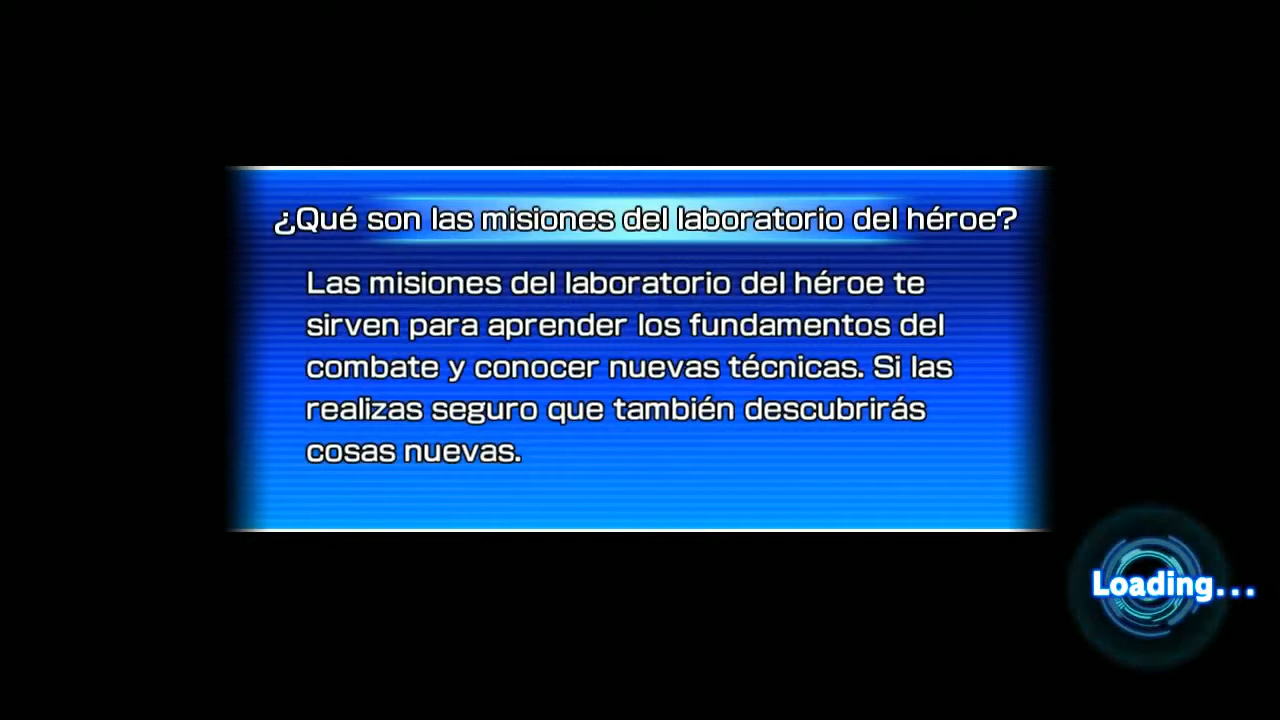 ¿Qué son las misiones del laboratorio del héroe?
Las misiones del laboratorio del héroe te
sirven para aprender los fundamentos del
combate y conocer nuevas técnicas. Si las
realizas seguro que también descubrirás
cosas nuevas.
Loading...